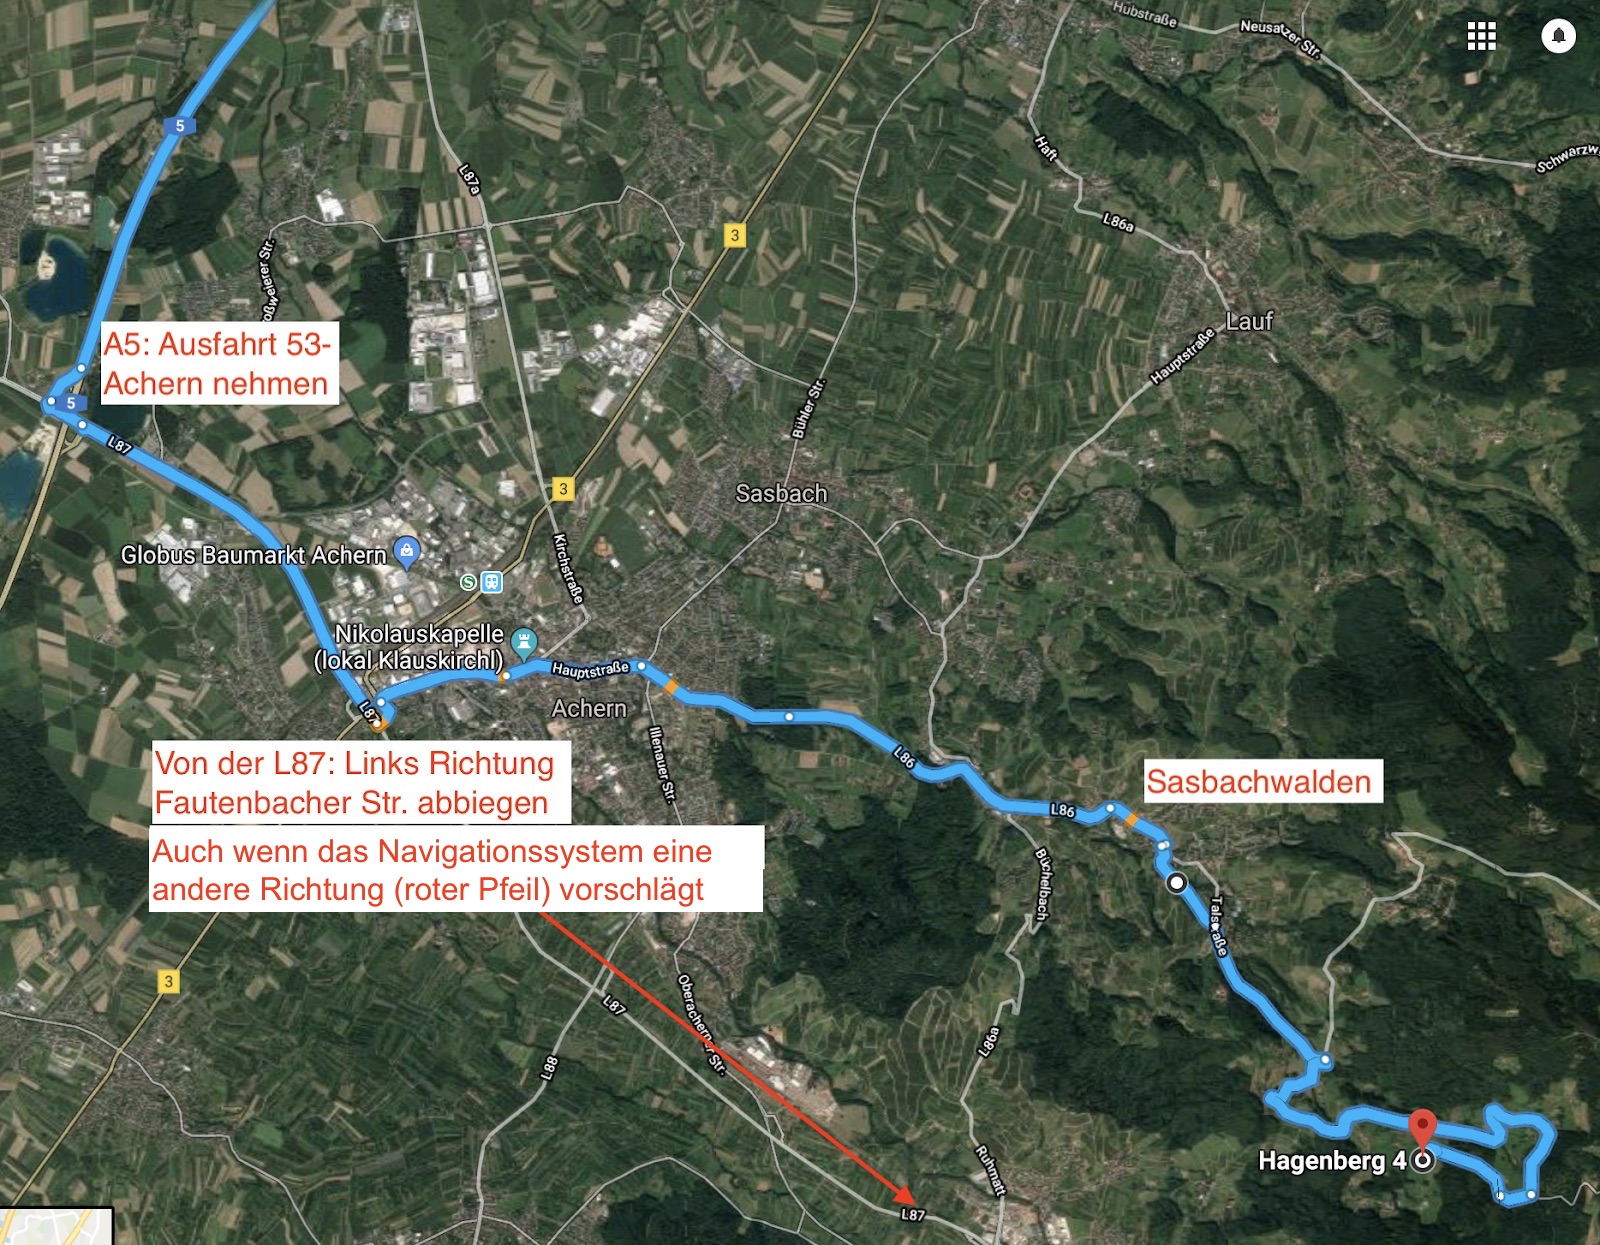 Hubstraße
Neusatzer Str.
Schwarzw
5
L87a
Haft
L86a
3
Lauf
Hauptstraße
A5: Ausfahrt 53-
Achern nehmen
5
L87
Bühler Str.
3
Sasbach
Globus Baumarkt Achern
S
Kirchstraße
Nikolauskapelle
(lokal Klauskirchl)
Hauptstraße
L87
Achern
Illenauer Str.
L86
Von der L87: Links Richtung
Fautenbacher Str. abbiegen
Sasbachwalden
L86
Auch wenn das Navigationssystem eine
andere Richtung (roter Pfeil) vorschlägt
Büchelbach
Talstraße
3
L87
Oberacherner Str.
L86a
L88
Hagenberg 4
Ruhmatt
L87